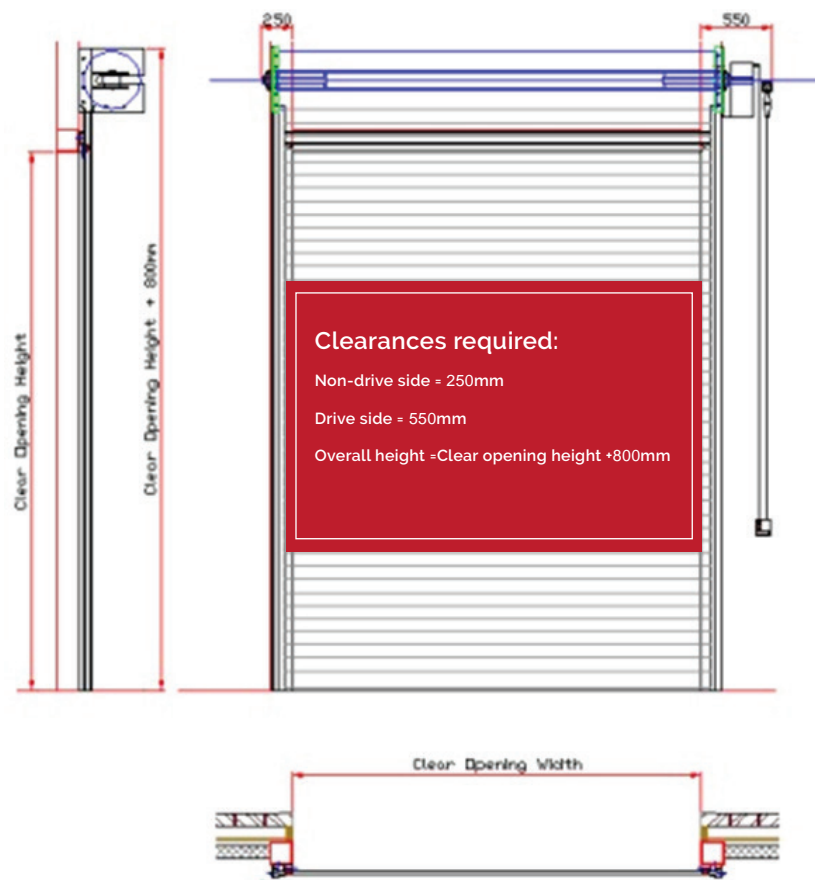 250
550
Clear Opening Height
Clear Opening Height + 800mm
Clearances required:
Non-drive side = 250mm
Drive side = 550mm
Overall height =Clear opening height +800mm
Clear Opening Width